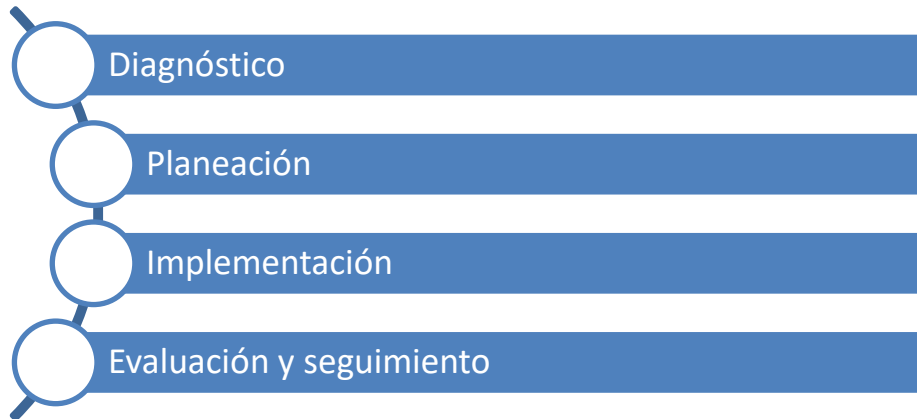 Diagnóstico
Planeación
Implementación
Evaluación y seguimiento